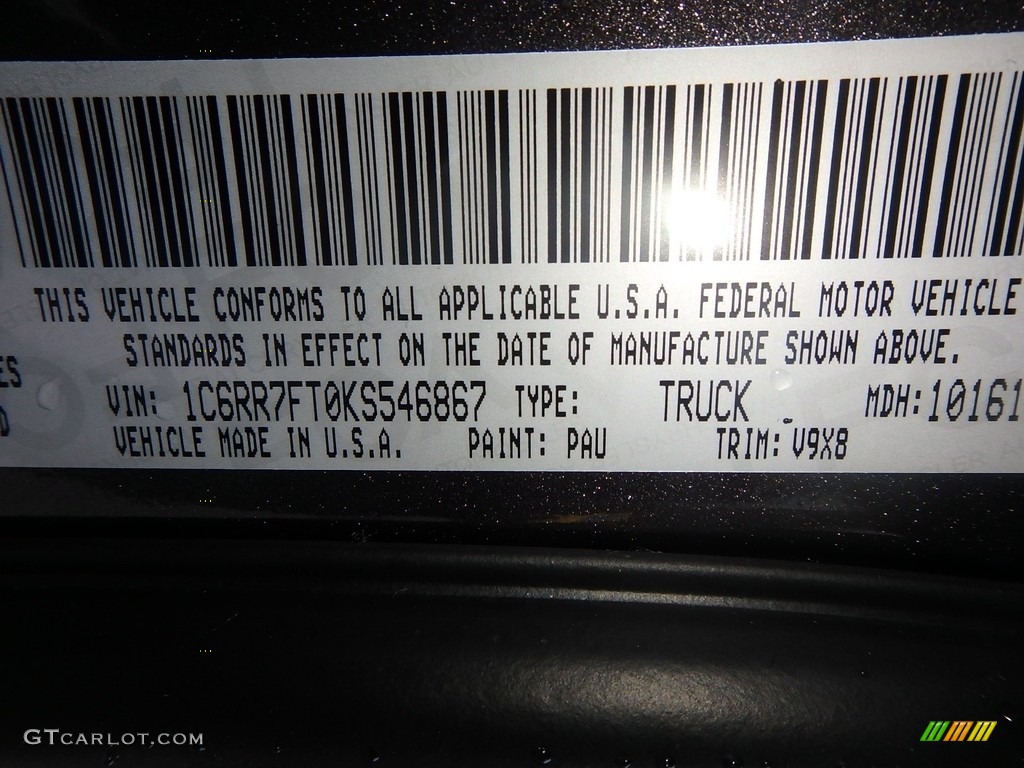 THIS VEHICLE CONFORMS TO ALL APPLICABLE U.S.A. FEDERAL MOTOR VEHICLE
STANDARDS IN EFFECT ON THE DATE OF MANUFACTURE SHOWN ABOVE.
ES
VIN: 1C6RR7FT0KS546867 TYPE: TRUCK MDH: 10161
D
VEHICLE MADE IN U.S.A. PAINT: PAU TRIM: V9X8
GTCARLOT.COM